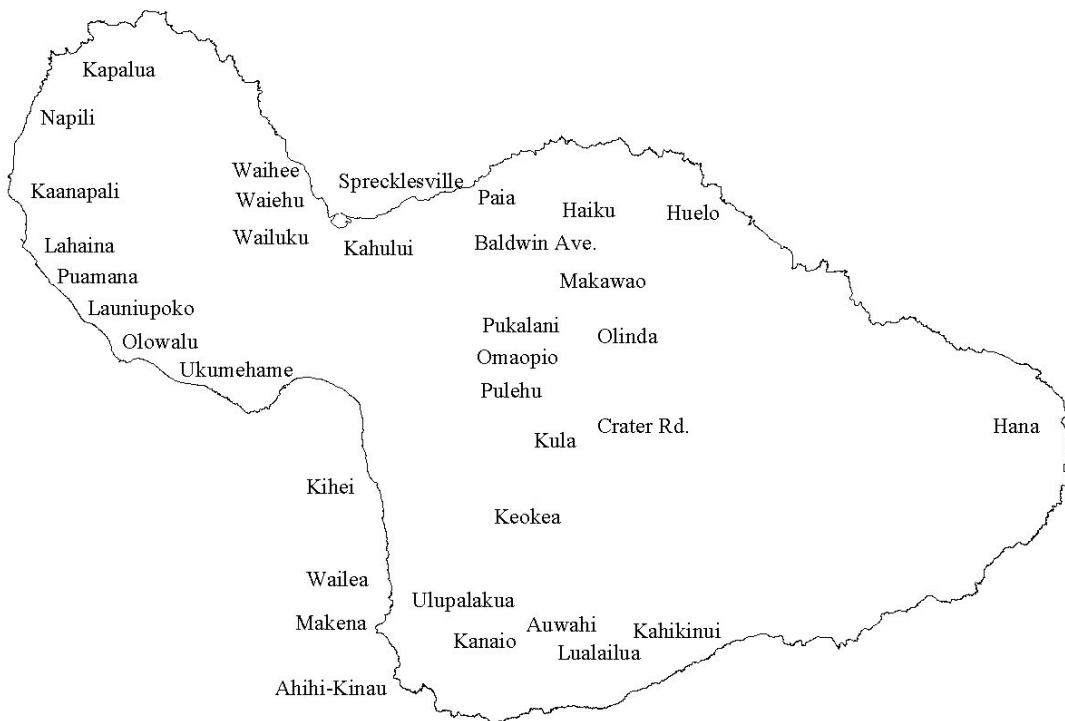 Kapalua
Napili
Waihee
Sprecklesville
Kaanapali
Waiehu
Paia
Haiku
Huelo
Wailuku
Kahului
Baldwin Ave.
Lahaina
Puamana
Makawao
Launiupoko
Pukalani
Olinda
Olowalu
Omaopio
Ukumehame
Pulehu
Crater Rd.
Hana
Kula
Kihei
Keokea
Wailea
Ulupalakua
Makena
Auwahi
Kahikinui
Kanaio
Lualailua
Ahihi-Kinau